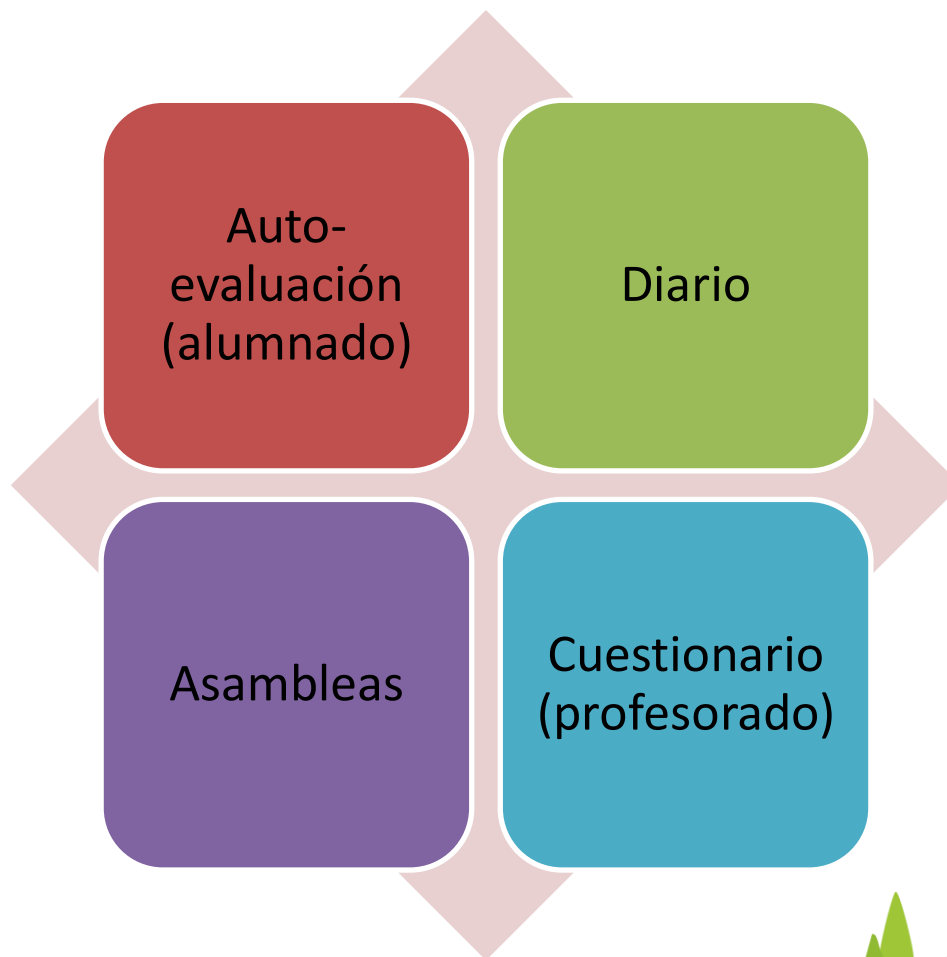 Auto-
evaluación
(alumnado)
Diario
Asambleas
Cuestionario
(profesorado)